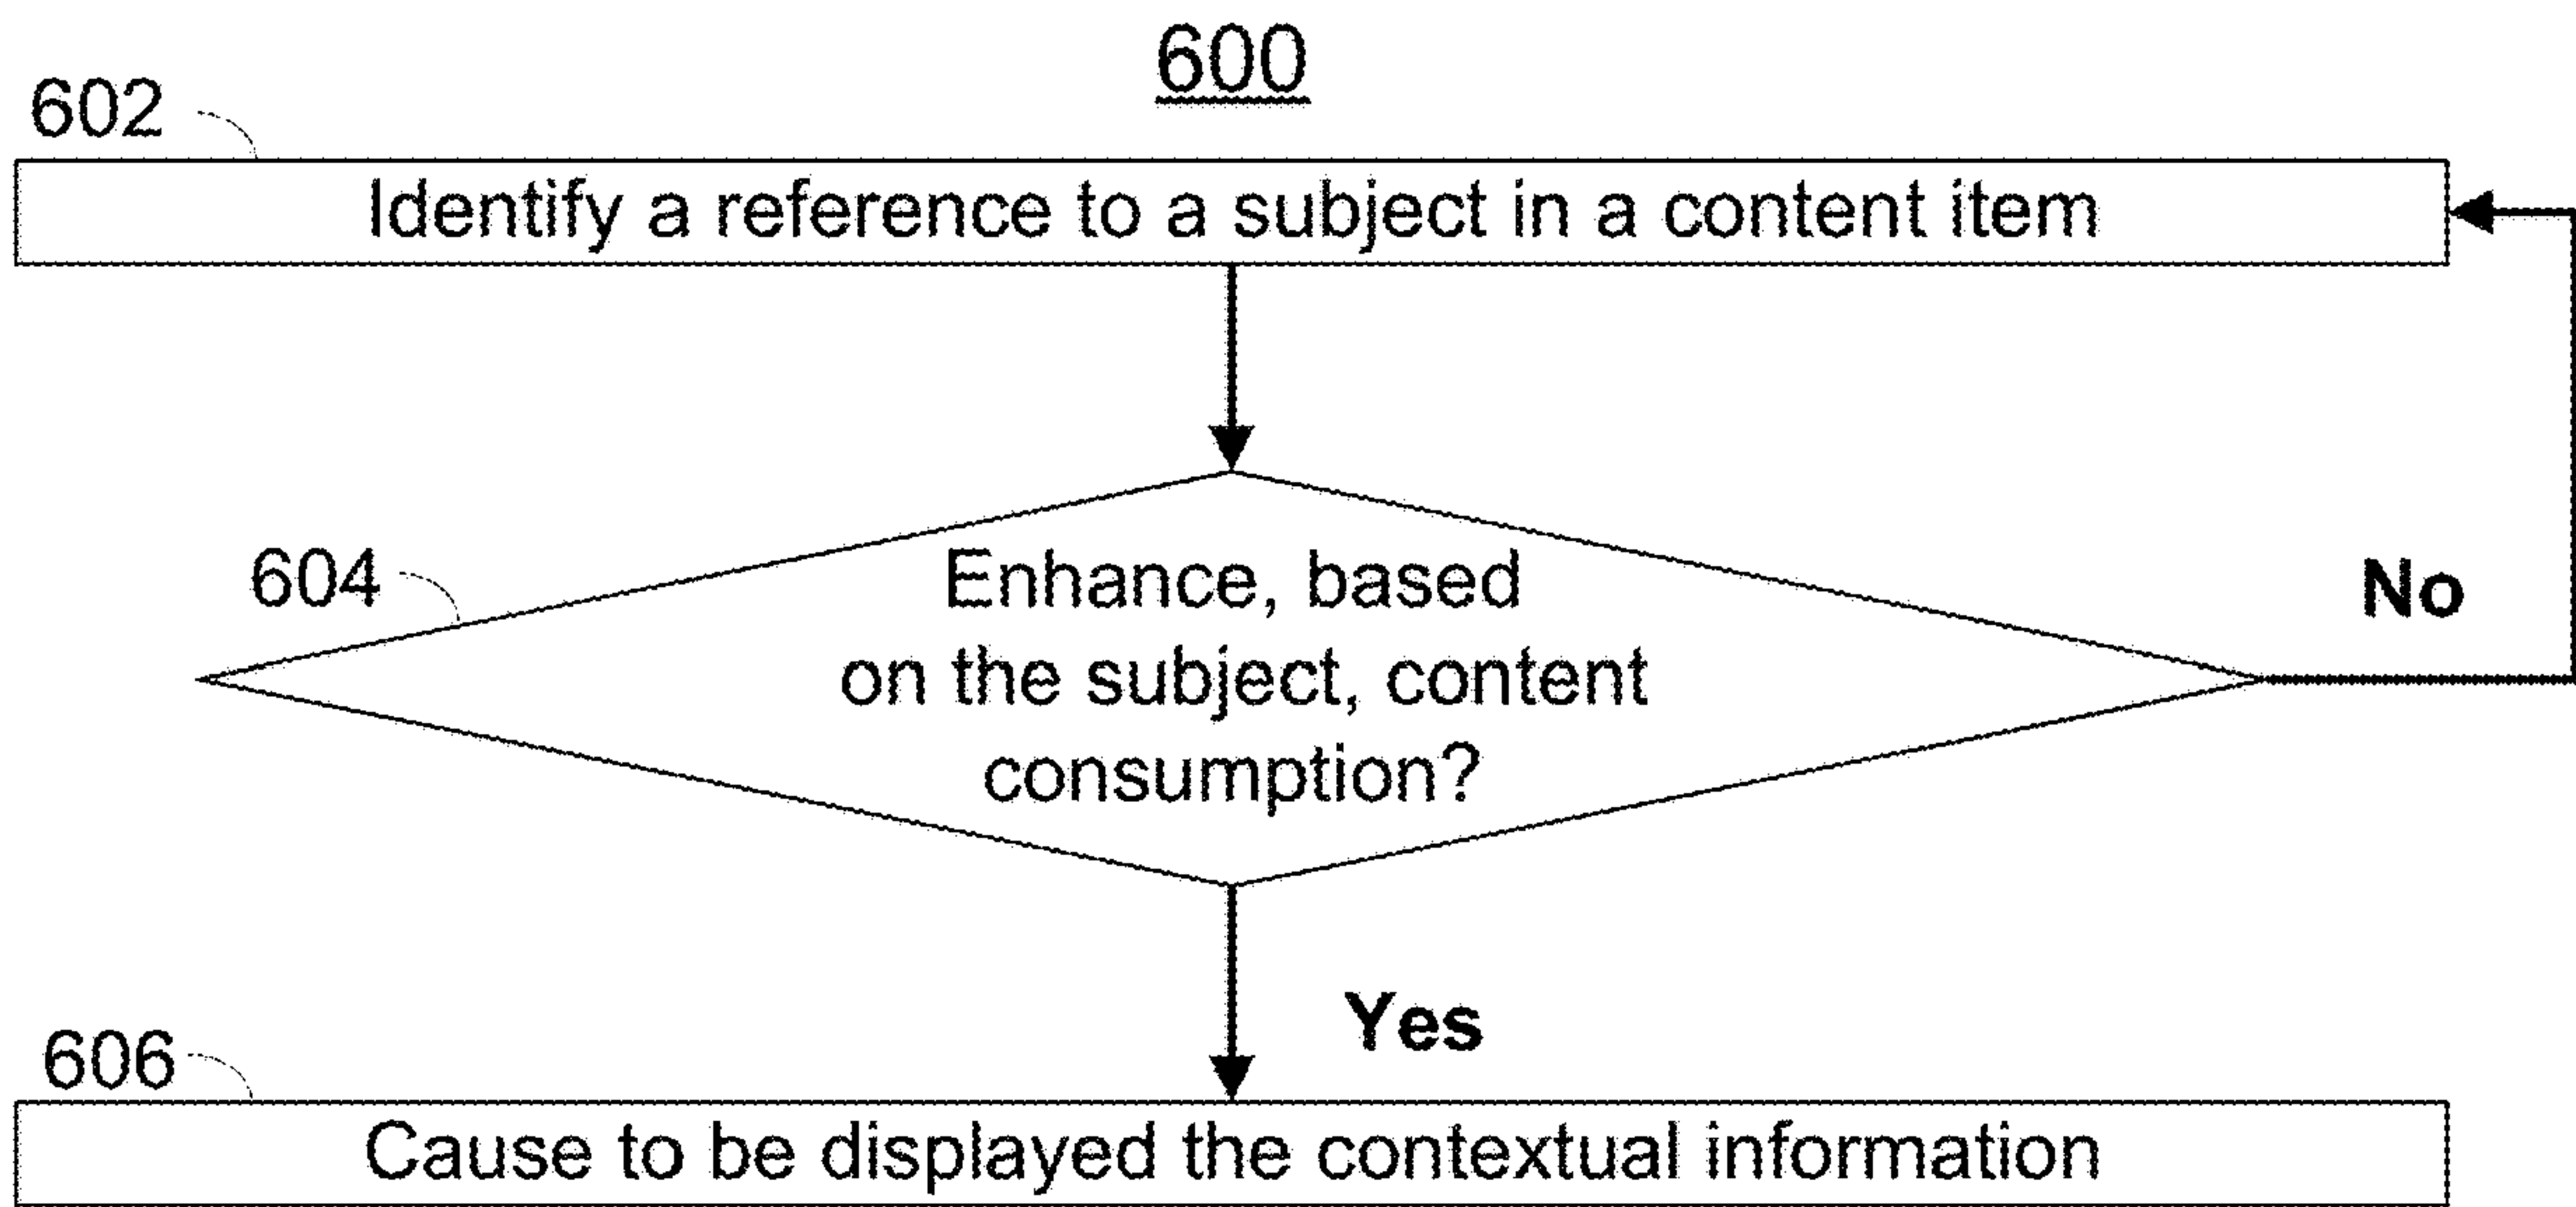 600
602
Identify a reference to a subject in a content item
604
Enhance, based
on the subject, content
consumption?
No
Yes
606
Cause to be displayed the contextual information